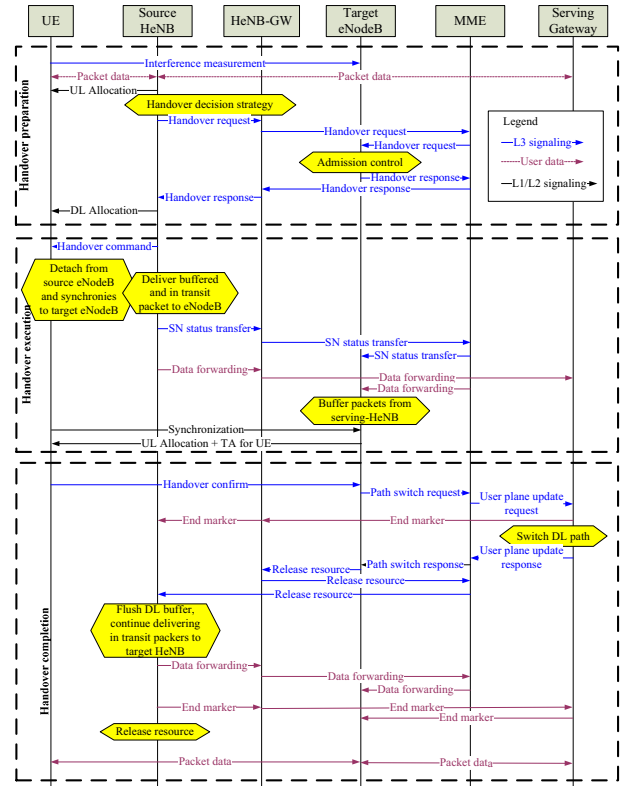 UE
Source
HeNB
HeNB-GW
Target
eNodeB
MME
Serving
Gateway
Handover preparation
Interference measurement
Packet data
Packet data
UL Allocation
Handover decision strategy
Handover request
Handover request
Handover request
Admission control
Handover response
Handover response
Handover response
DL Allocation
Legend
L3 signaling
User data
L1/L2 signaling
Handover execution
Handover command
Detach from
source eNodeB
and synchronies
to target eNodeB
Deliver buffered
and in transit
packet to eNodeB
SN status transfer
SN status transfer
SN status transfer
Data forwarding
Data forwarding
Data forwarding
Buffer packets from
serving-HeNB
Synchronization
UL Allocation + TA for UE
Handover completion
Handover confirm
Path switch request
User plane update
request
End marker
End marker
Switch DL path
User plane update
response
Path switch response
Release resource
Release resource
Release resource
Flush DL buffer,
continue delivering
in transit packers to
target HeNB
Data forwarding
Data forwarding
Data forwarding
End marker
End marker
End marker
Release resource
Packet data
Packet data